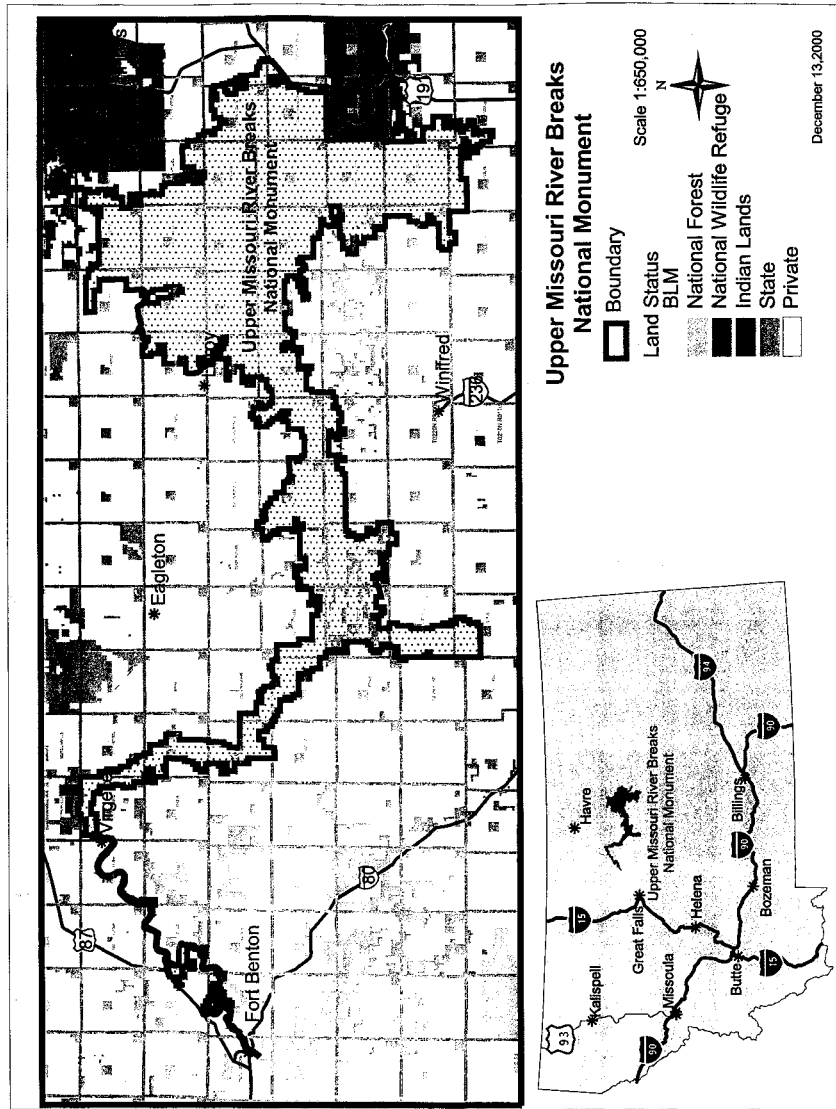 87
Virgelle
Fort Benton
80
Eagleton
Upper Missouri River Breaks
National Monument
Winifred
236
191
Upper Missouri River Breaks
National Monument
Boundary
Land Status
BLM
National Forest
National Wildlife Refuge
Indian Lands
State
Private
Scale 1:650,000
N
December 13,2000
93
Kalispell
Havre
15
Great Falls
Upper Missouri River Breaks
National Monument
Missoula
Helena
90
Butte
Bozeman
90
Billings
94
90
15